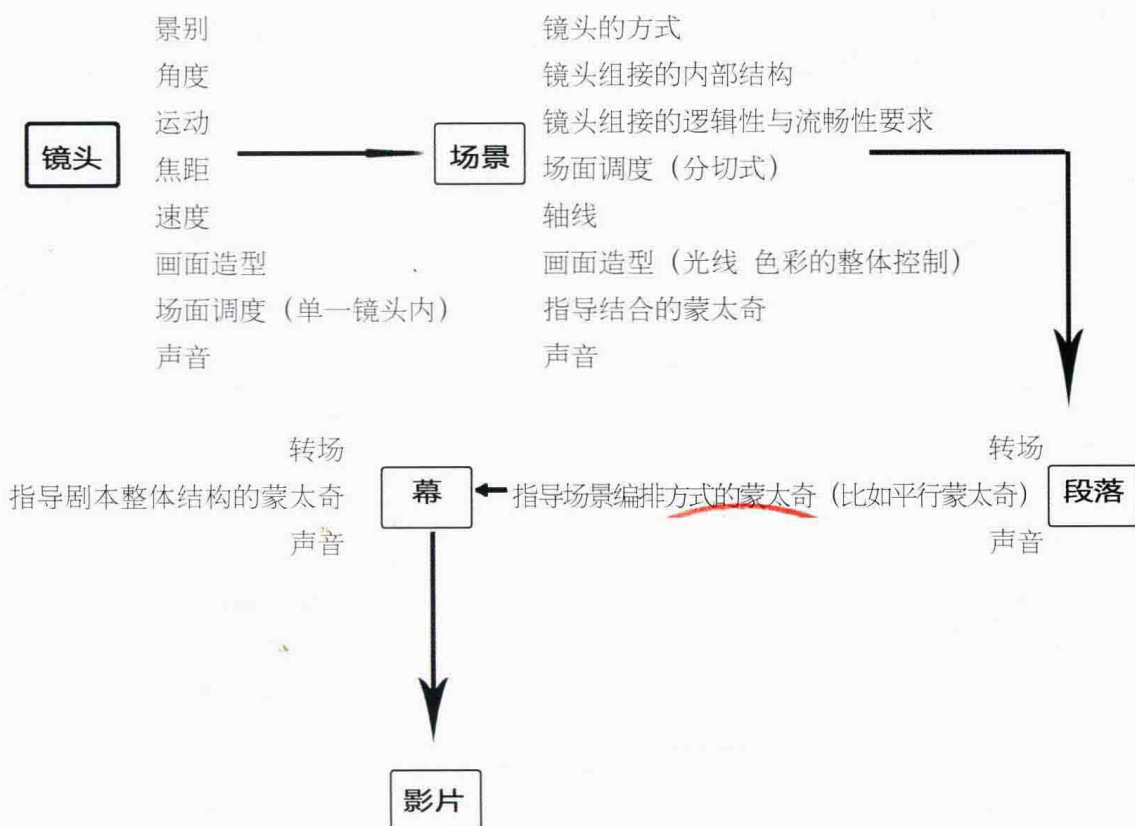 景别
角度
运动
镜头
焦距
速度
画面造型
场面调度（单一镜头内）
声音
镜头的方式
镜头组接的内部结构
镜头组接的逻辑性与流畅性要求
场景
场面调度（分切式）
轴线
画面造型（光线 色彩的整体控制）
指导结合的蒙太奇
声音
转场
段落
指导场景编排方式的蒙太奇（比如平行蒙太奇）
声音
幕
转场
指导剧本整体结构的蒙太奇
声音
影片